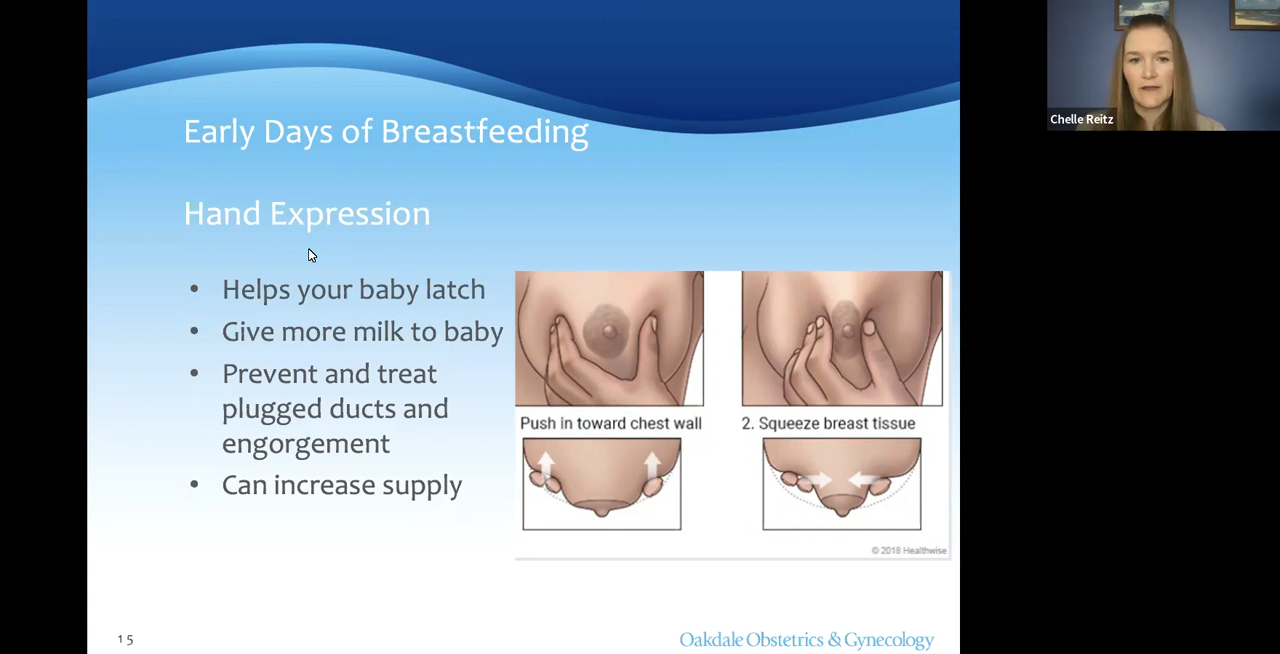 Chelle Reitz
Early Days of Breastfeeding
Hand Expression
• Helps your baby latch
• Give more milk to baby
• Prevent and treat
plugged ducts and
engorgement
• Can increase supply
Push in toward chest wall
2. Squeeze breast tissue
© 2018 Healthwise
15
Oakdale Obstetrics & Gynecology